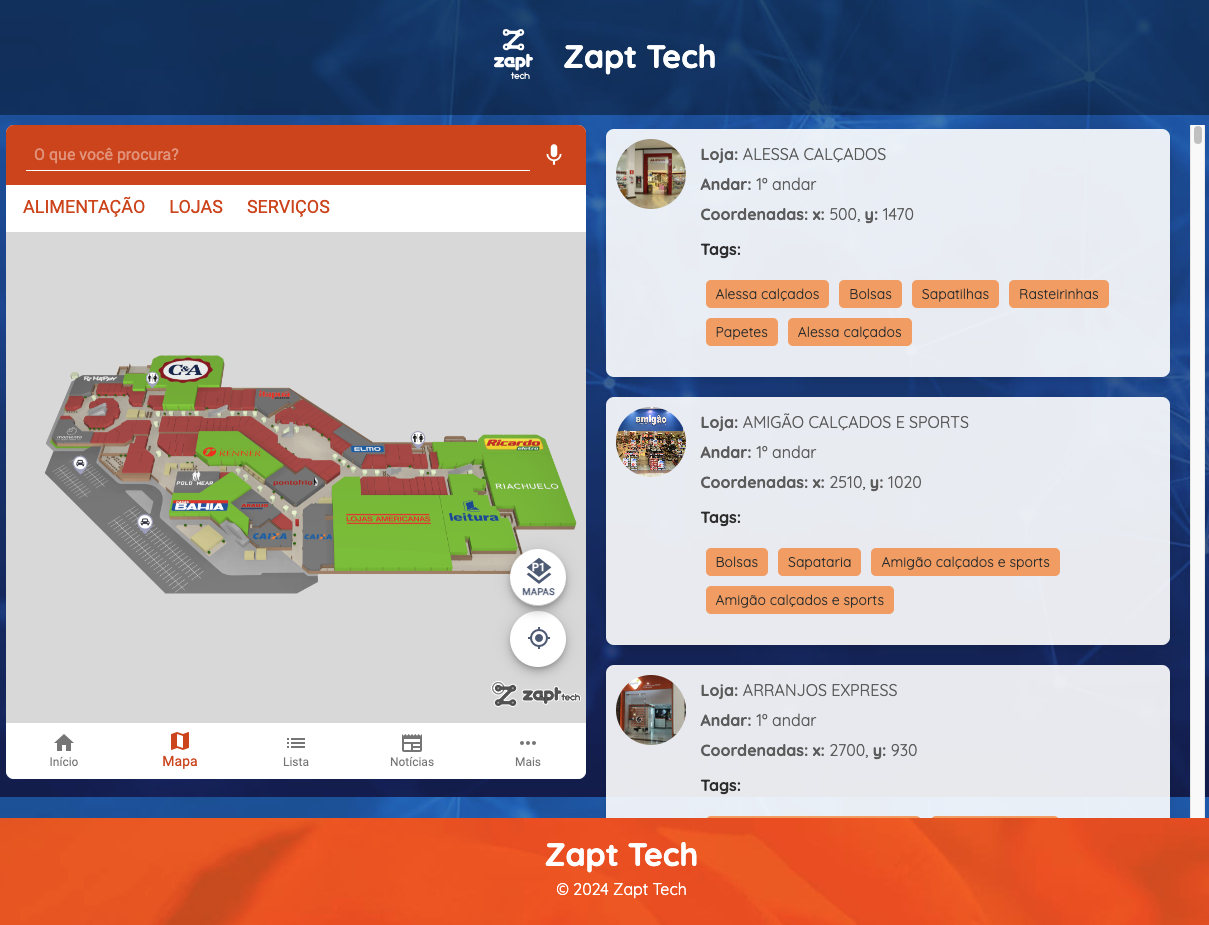 zapt
tech
Zapt Tech
O que você procura?
ALIMENTAÇÃO LOJAS SERVIÇOS
C&A
RENNER
POLO WEAR
BAHIA
CAIXA
CAIXA
pontofrio
ELMO
Ricardo
eletro
RIACHUELO
LOJAS AMERICANAS
leitura
P1
MAPAS
zapt tech
Início
Mapa
Lista
Notícias
Mais
Loja: ALESSA CALÇADOS
Andar: 1º andar
Coordenadas: x: 500, y: 1470
Tags:
Alessa calçados Bolsas Sapatilhas Rasteirinhas
Papetes Alessa calçados
amigão
Loja: AMIGÃO CALÇADOS E SPORTS
Andar: 1º andar
Coordenadas: x: 2510, y: 1020
Tags:
Bolsas Sapataria Amigão calçados e sports
Amigão calçados e sports
Loja: ARRANJOS EXPRESS
Andar: 1º andar
Coordenadas: x: 2700, y: 930
Tags:
Zapt Tech
© 2024 Zapt Tech